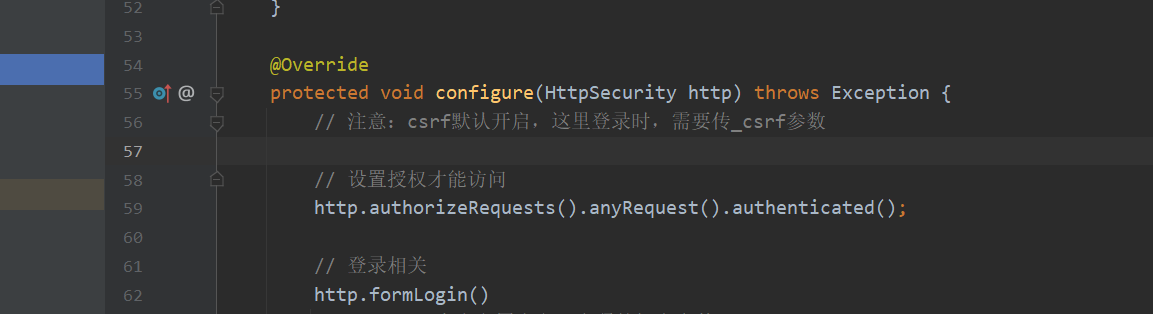 52 }
53
54 @Override
55 @ protected void configure(HttpSecurity http) throws Exception {
56 // 注意：csrf默认开启，这里登录时，需要传_csrf参数
57
58 // 设置授权才能访问
59 http.authorizeRequests().anyRequest().authenticated();
60
61 // 登录相关
62 http.formLogin()